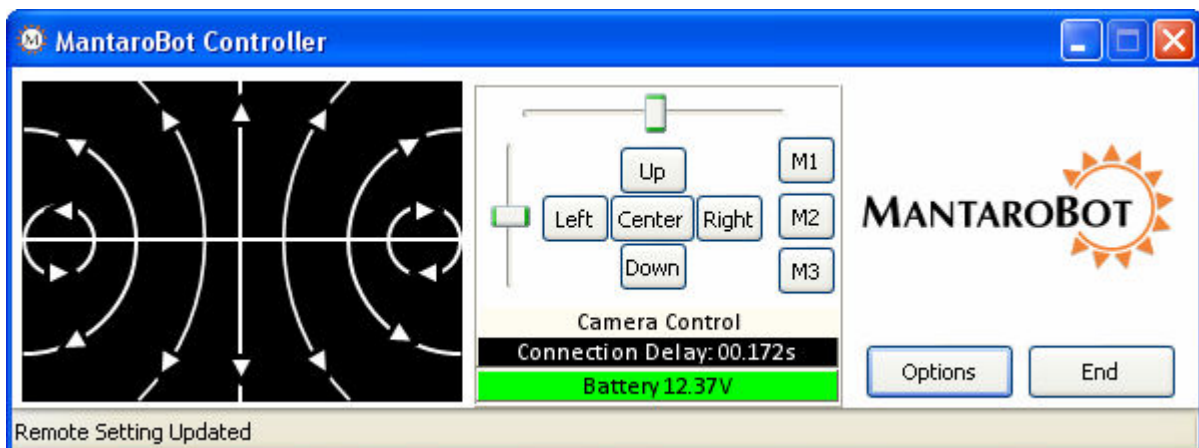 MantaroBot Controller
Up
M1
Left
Center
Right
M2
Down
M3
Camera Control
Connection Delay: 00.172s
Battery 12.37V
MANTAROBOT
Options
End
Remote Setting Updated